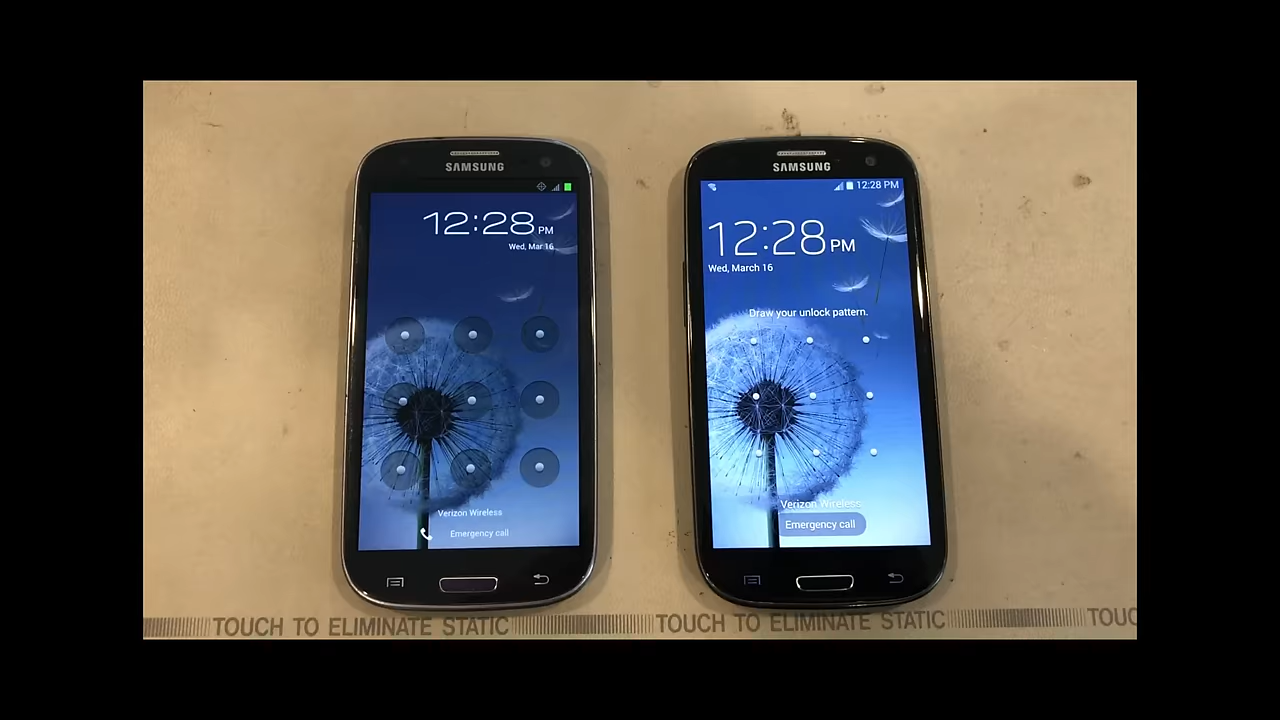 SAMSUNG
12:28 PM
Wed, Mar 16
Verizon Wireless
Emergency call
SAMSUNG
12:28 PM
12:28 PM
Wed, March 16
Draw your unlock pattern.
Verizon Wireless
Emergency call
TOUCH TO ELIMINATE STATIC
TOUCH TO ELIMINATE STATIC
TOUC